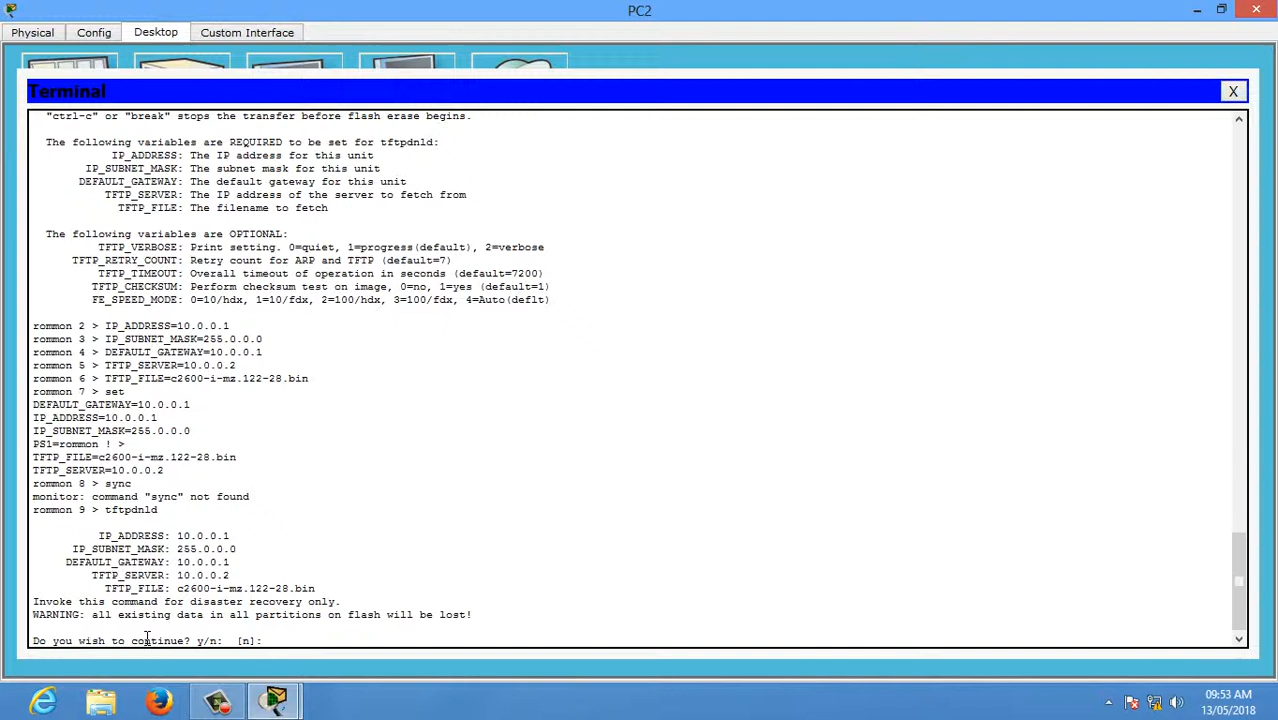 PC2
Physical Config Desktop Custom Interface
Terminal X
"ctrl-c" or "break" stops the transfer before flash erase begins.
The following variables are REQUIRED to be set for tftpdnld:
IP_ADDRESS: The IP address for this unit
IP_SUBNET_MASK: The subnet mask for this unit
DEFAULT_GATEWAY: The default gateway for this unit
TFTP_SERVER: The IP address of the server to fetch from
TFTP_FILE: The filename to fetch
The following variables are OPTIONAL:
TFTP_VERBOSE: Print setting. 0=quiet, 1=progress(default), 2=verbose
TFTP_RETRY_COUNT: Retry count for ARP and TFTP (default=7)
TFTP_TIMEOUT: Overall timeout of operation in seconds (default=7200)
TFTP_CHECKSUM: Perform checksum test on image, 0=no, 1=yes (default=1)
FE_SPEED_MODE: 0=10/hdx, 1=10/fdx, 2=100/hdx, 3=100/fdx, 4=Auto(deflt)
rommon 2 > IP_ADDRESS=10.0.0.1
rommon 3 > IP_SUBNET_MASK=255.0.0.0
rommon 4 > DEFAULT_GATEWAY=10.0.0.1
rommon 5 > TFTP_SERVER=10.0.0.2
rommon 6 > TFTP_FILE=c2600-i-mz.122-28.bin
rommon 7 > set
DEFAULT_GATEWAY=10.0.0.1
IP_ADDRESS=10.0.0.1
IP_SUBNET_MASK=255.0.0.0
PS1=rommon ! >
TFTP_FILE=c2600-i-mz.122-28.bin
TFTP_SERVER=10.0.0.2
rommon 8 > sync
monitor: command "sync" not found
rommon 9 > tftpdnld
IP_ADDRESS: 10.0.0.1
IP_SUBNET_MASK: 255.0.0.0
DEFAULT_GATEWAY: 10.0.0.1
TFTP_SERVER: 10.0.0.2
TFTP_FILE: c2600-i-mz.122-28.bin
Invoke this command for disaster recovery only.
WARNING: all existing data in all partitions on flash will be lost!
Do you wish to continue? y/n: [n]:
09:53 AM
13/05/2018